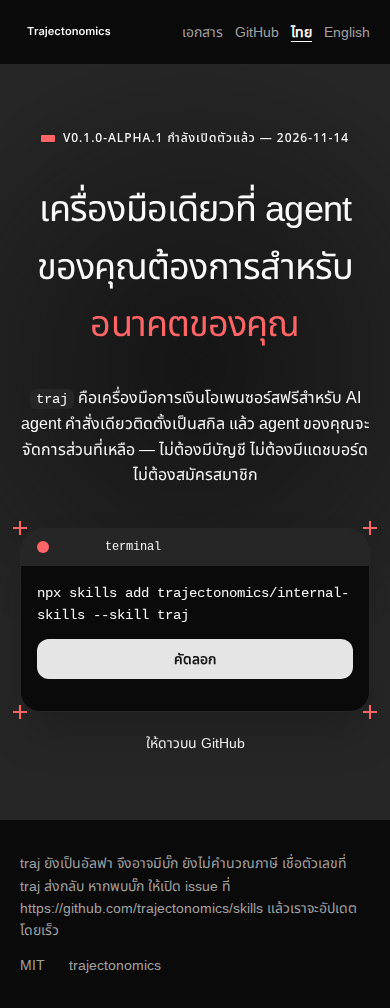 Trajectonomics
เอกสาร GitHub ไทย English
V0.1.0-ALPHA.1 กำลังเปิดตัวแล้ว — 2026-11-14
เครื่องมือเดียวที่ agent
ของคุณต้องการสำหรับ
อนาคตของคุณ
traj คือเครื่องมือการเงินโอเพนซอร์สฟรีสำหรับ AI
agent คำสั่งเดียวติดตั้งเป็นสกิล แล้ว agent ของคุณจะ
จัดการส่วนที่เหลือ — ไม่ต้องมีบัญชี ไม่ต้องมีแดชบอร์ด
ไม่ต้องสมัครสมาชิก
terminal
npx skills add trajectonomics/internal-
skills --skill traj
คัดลอก
ให้ดาวบน GitHub
traj ยังเป็นอัลฟา จึงอาจมีบั๊ก ยังไม่คำนวณภาษี เชื่อตัวเลขที่
traj ส่งกลับ หากพบบั๊ก ให้เปิด issue ที่
https://github.com/trajectonomics/skills แล้วเราจะอัปเดต
โดยเร็ว
MIT trajectonomics